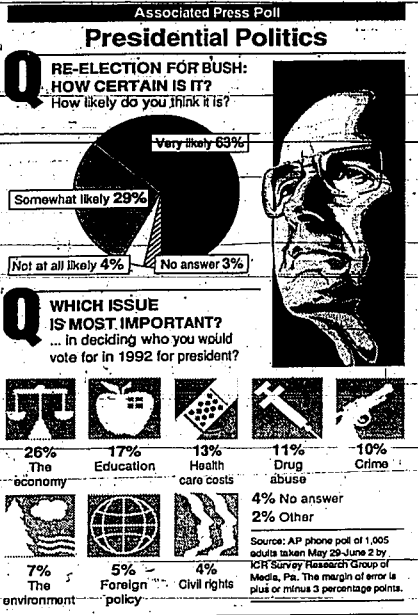 Associated Press Poll
Presidential Politics
Q RE-ELECTION FOR BUSH:
HOW CERTAIN IS IT?
How likely do you think it is?
Very likely 63%
Somewhat likely 29%
Not at all likely 4%
No answer 3%
Q WHICH ISSUE
IS MOST IMPORTANT?
... in deciding who you would
vote for in 1992 for president?
26%
The
economy
17%
Education
13%
Health
care costs
11%
Drug
abuse
10%
Crime
7%
The
environment
5%
Foreign
policy
4%
Civil rights
4% No answer
2% Other
Source: AP phone poll of 1,005
adults taken May 29-June 2 by
ICR Survey Research Group of
Media, Pa. The margin of error is
plus or minus 3 percentage points.